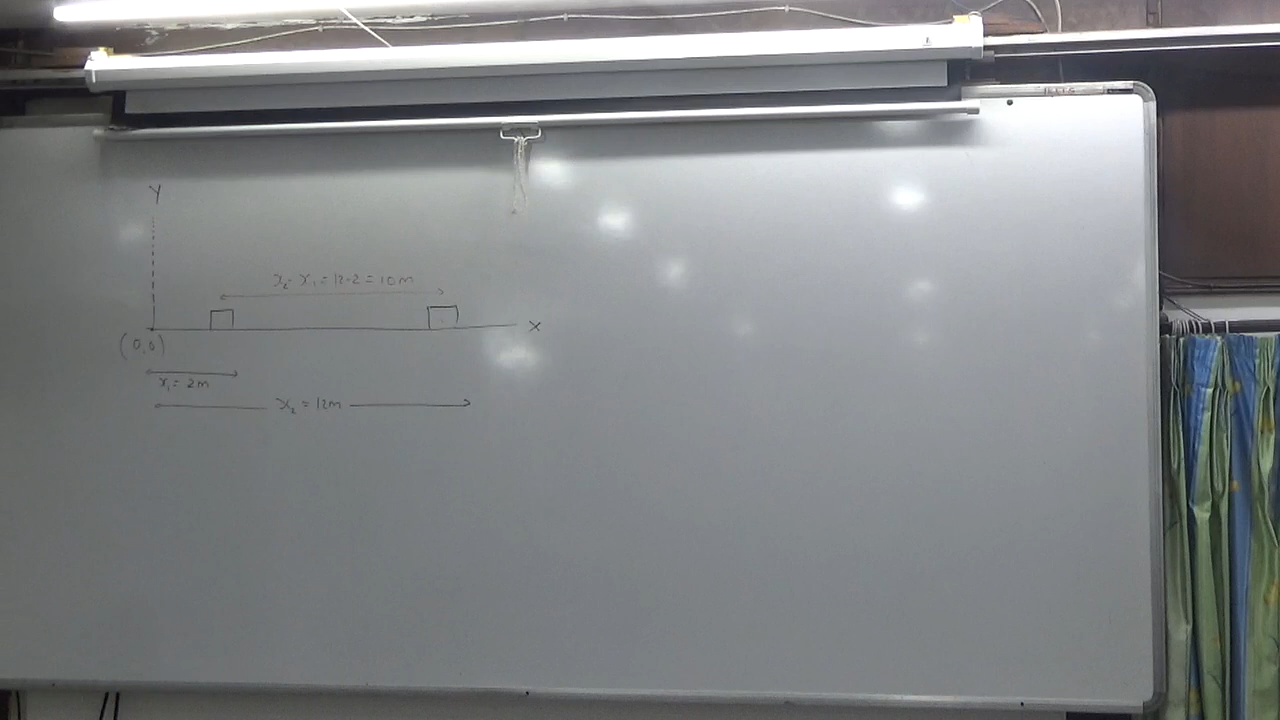 Y
x₂-x₁=12-2=10m
X
(0,0)
x₁=2m
x₂=12m